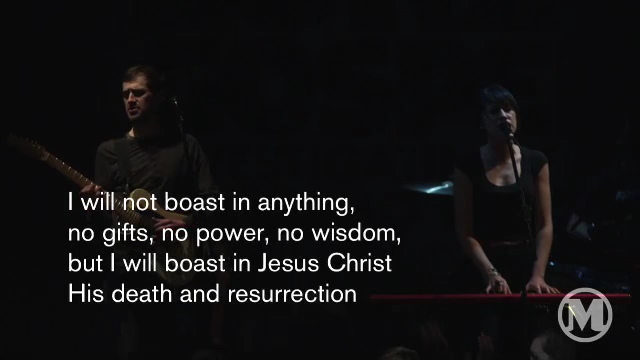 I will not boast in anything,
no gifts, no power, no wisdom,
but I will boast in Jesus Christ
His death and resurrection
M